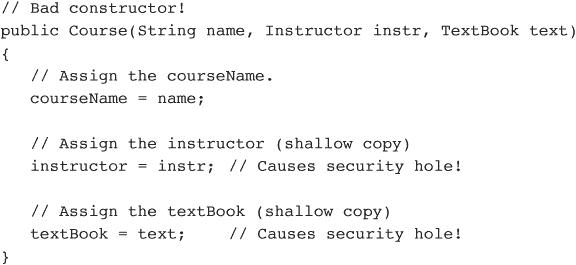 // Bad constructor!
public Course(String name, Instructor instr, TextBook text)
{
   // Assign the courseName.
   courseName = name;

   // Assign the instructor (shallow copy)
   instructor = instr;  // Causes security hole!

   // Assign the textBook (shallow copy)
   textBook = text;     // Causes security hole!
}